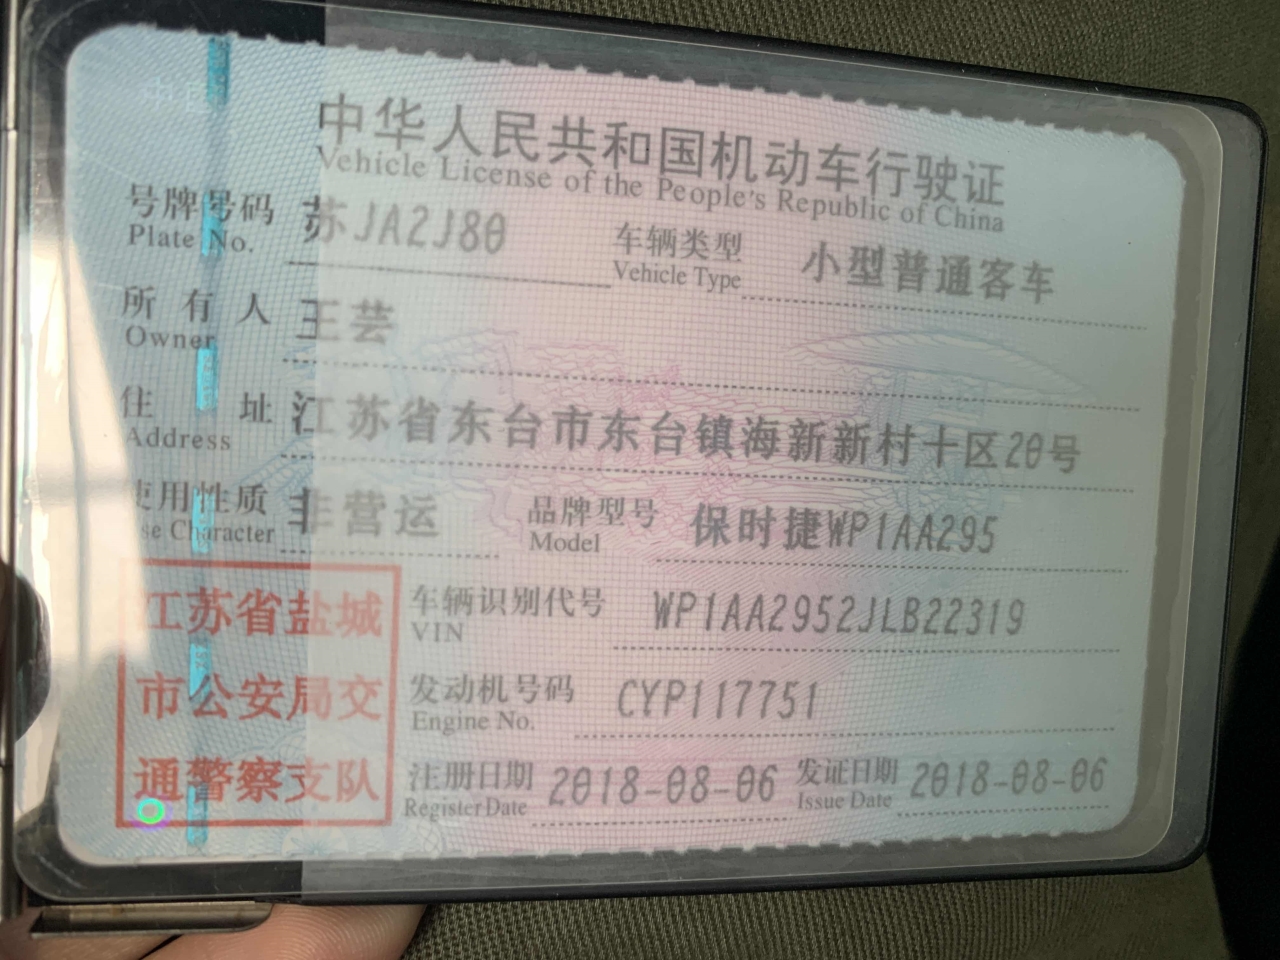 中华人民共和国机动车行驶证
Vehicle License of the People's Republic of China
号牌号码 苏JA2J80 车辆类型 小型普通客车
Plate No. Vehicle Type
所有人 王芸
Owner
住址 江苏省东台市东台镇海新新村十区20号
Address
使用性质 非营运 品牌型号 保时捷WP1AA295
Use Character Model
江苏省盐城
市公安局交
通警察支队
车辆识别代号 WP1AA2952JLB22319
VIN
发动机号码 CYP117751
Engine No.
注册日期 2018-08-06 发证日期 2018-08-06
Register Date Issue Date